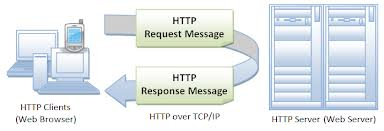 HTTP
Request Message
HTTP
Response Message
HTTP Clients
(Web Browser)
HTTP over TCP/IP
HTTP Server (Web Server)